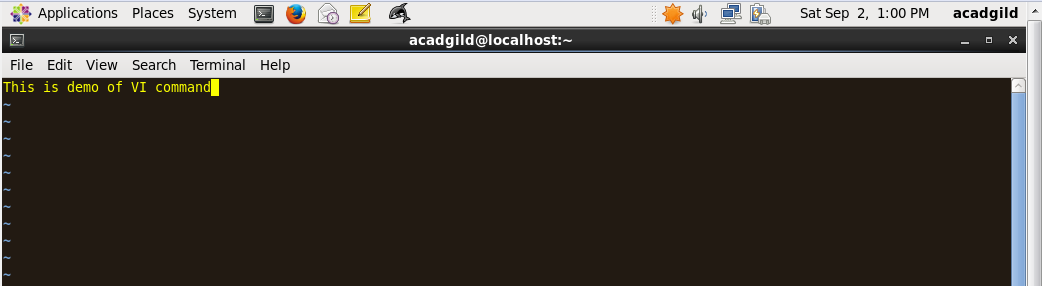 Applications Places System Sat Sep 2, 1:00 PM acadgild
acadgild@localhost:~
File Edit View Search Terminal Help
This is demo of VI command
~
~
~
~
~
~
~
~
~
~
~